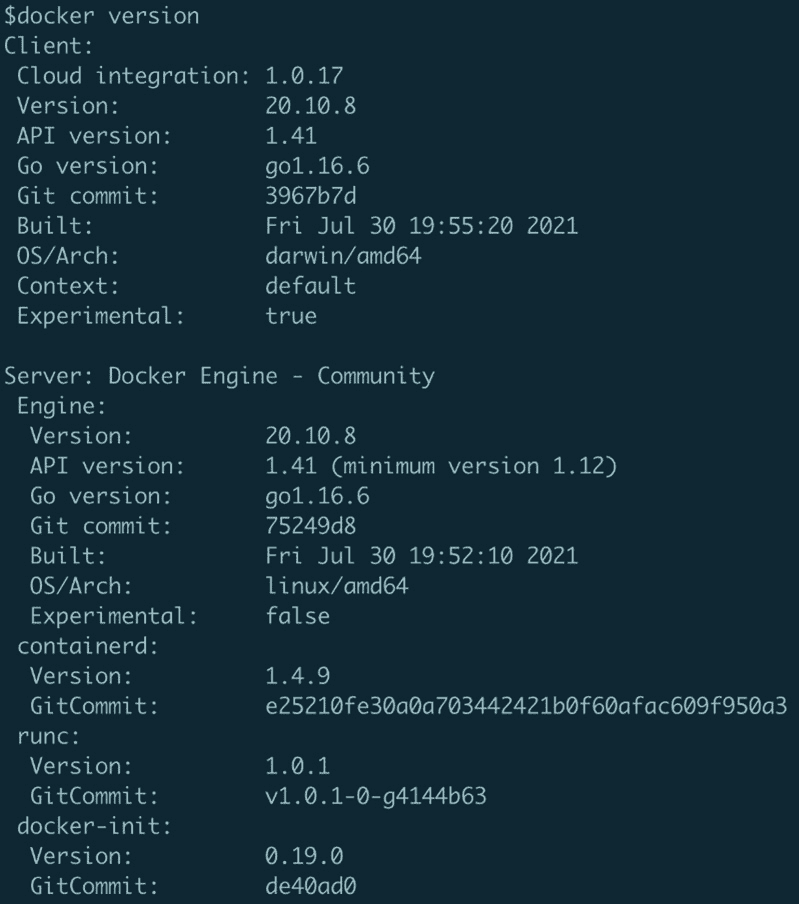 $docker version
Client:
 Cloud integration: 1.0.17
 Version:           20.10.8
 API version:       1.41
 Go version:        go1.16.6
 Git commit:        3967b7d
 Built:             Fri Jul 30 19:55:20 2021
 OS/Arch:           darwin/amd64
 Context:           default
 Experimental:      true

Server: Docker Engine - Community
 Engine:
  Version:          20.10.8
  API version:      1.41 (minimum version 1.12)
  Go version:       go1.16.6
  Git commit:       75249d8
  Built:            Fri Jul 30 19:52:10 2021
  OS/Arch:          linux/amd64
  Experimental:     false
 containerd:
  Version:          1.4.9
  GitCommit:        e25210fe30a0a703442421b0f60afac609f950a3
 runc:
  Version:          1.0.1
  GitCommit:        v1.0.1-0-g4144b63
 docker-init:
  Version:          0.19.0
  GitCommit:        de40ad0